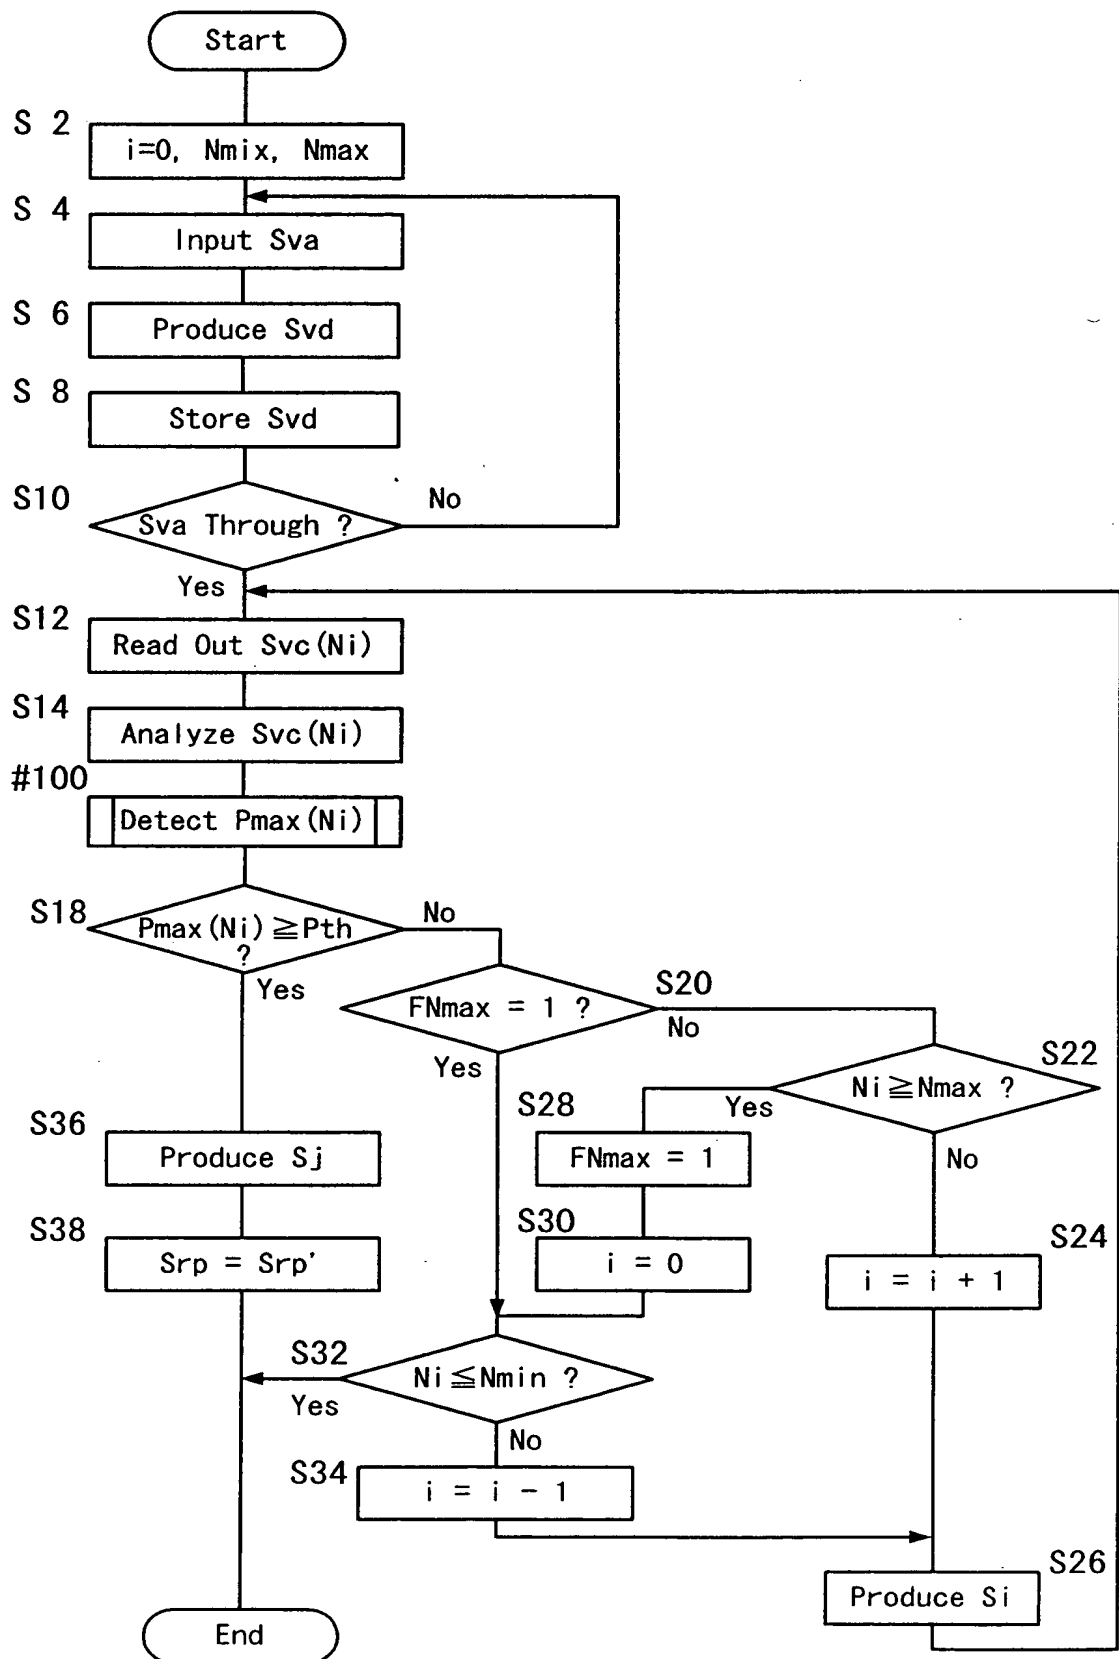 Start
S 2
i=0, Nmix, Nmax
S 4
Input Sva
S 6
Produce Svd
S 8
Store Svd
S10
Sva Through ?
No
Yes
S12
Read Out Svc(Ni)
S14
Analyze Svc(Ni)
#100
Detect Pmax(Ni)
S18
Pmax(Ni)≧Pth
?
No
Yes
S20
FNmax = 1 ?
No
Yes
S22
Ni≧Nmax ?
Yes
No
S28
FNmax = 1
S36
Produce Sj
S30
i = 0
S38
Srp = Srp'
S24
i = i + 1
S32
Ni≦Nmin ?
Yes
No
S34
i = i - 1
S26
Produce Si
End